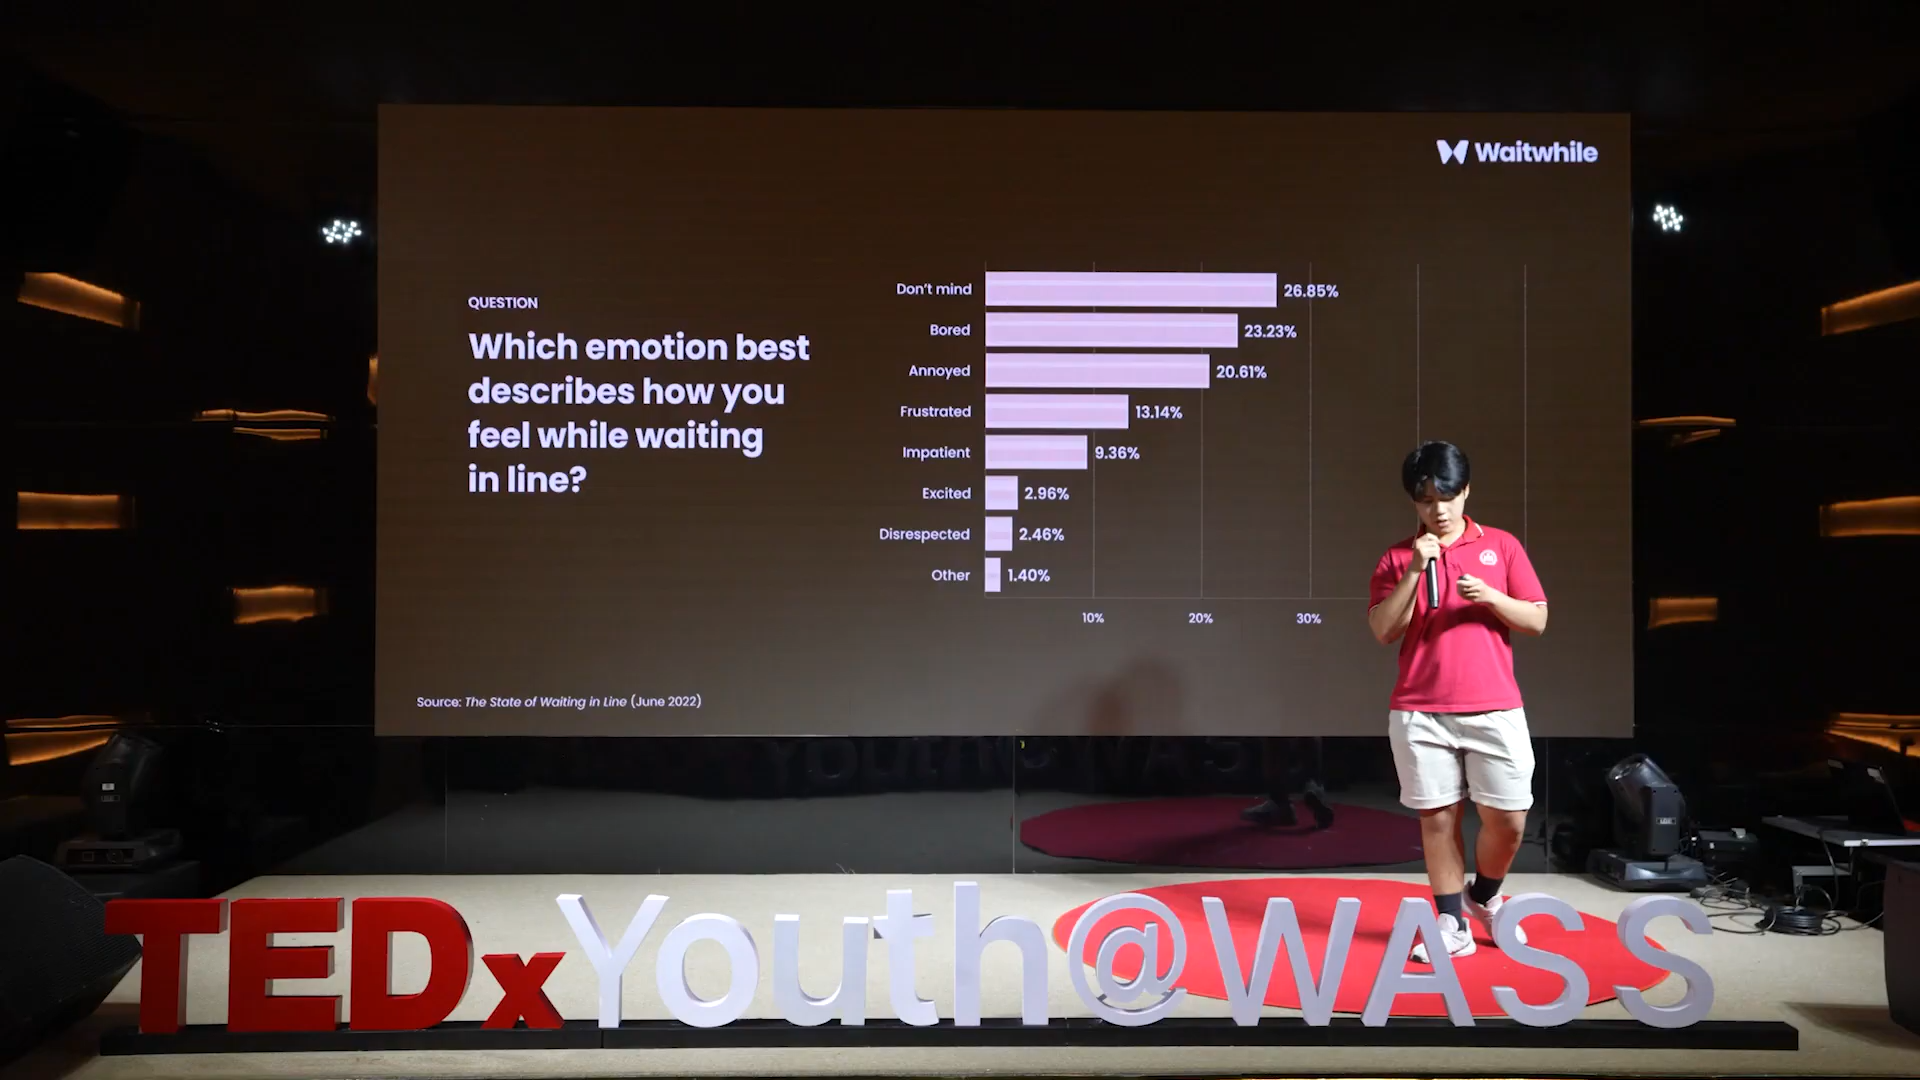 Waitwhile
QUESTION
Which emotion best
describes how you
feel while waiting
in line?
Don't mind 26.85%
Bored 23.23%
Annoyed 20.61%
Frustrated 13.14%
Impatient 9.36%
Excited 2.96%
Disrespected 2.46%
Other 1.40%
10% 20% 30%
Source: The State of Waiting in Line (June 2022)
TEDxYouth@WASS